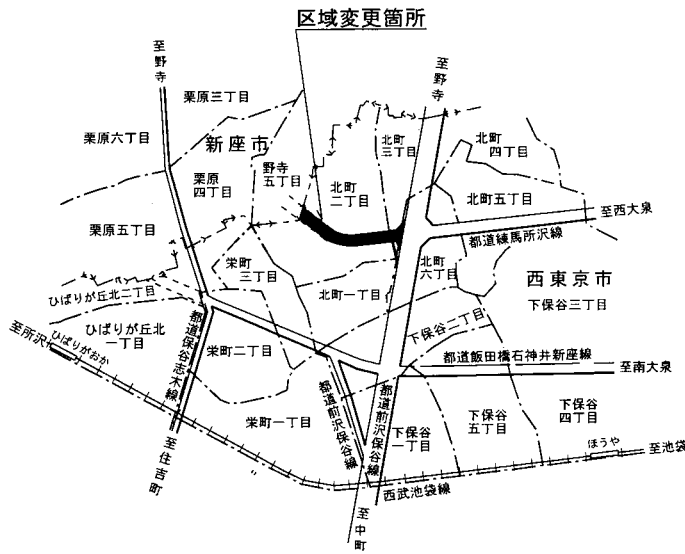 区域変更箇所
至野寺
至野寺
栗原三丁目
栗原六丁目
新座市
北町
三丁目
北町
四丁目
栗原
四丁目
野寺
五丁目
北町
二丁目
北町五丁目
至西大泉
栗原五丁目
都道練馬所沢線
栄町
三丁目
北町
六丁目
西東京市
ひばりが丘北二丁目
北町一丁目
下保谷三丁目
至所沢
ひばりがおか
ひばりが丘北
一丁目
都道保谷志木線
栄町二丁目
下保谷二丁目
都道飯田橋石神井新座線
至南大泉
都道前沢保谷線
都道前沢保谷線
栄町一丁目
下保谷
一丁目
下保谷
五丁目
下保谷
四丁目
至住吉町
ほうや
至池袋
〃
西武池袋線
至中町